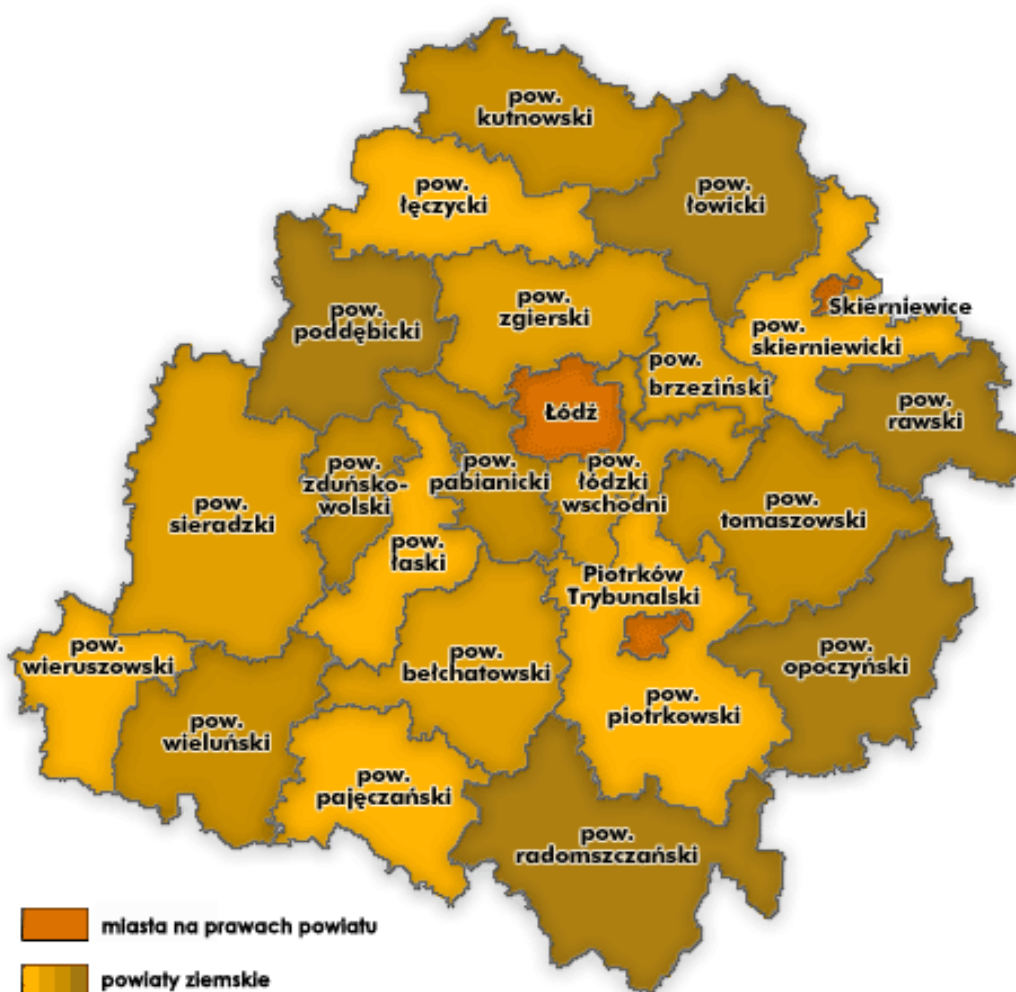 pow.
kutnowski
pow.
łęczycki
pow.
łowicki
pow.
poddębicki
pow.
zgierski
Skierniewice
pow.
skierniewicki
pow.
brzeziński
pow.
rawski
Łódź
pow.
sieradzki
pow.
zduńsko-
wolski
pow.
pabianicki
pow.
łódzki
wschodni
pow.
tomaszowski
pow.
łaski
Piotrków
Trybunalski
pow.
wieruszowski
pow.
bełchatowski
pow.
opoczyński
pow.
wieluński
pow.
piotrkowski
pow.
pajęczański
pow.
radomszczański
miasta na prawach powiatu
powiaty ziemskie